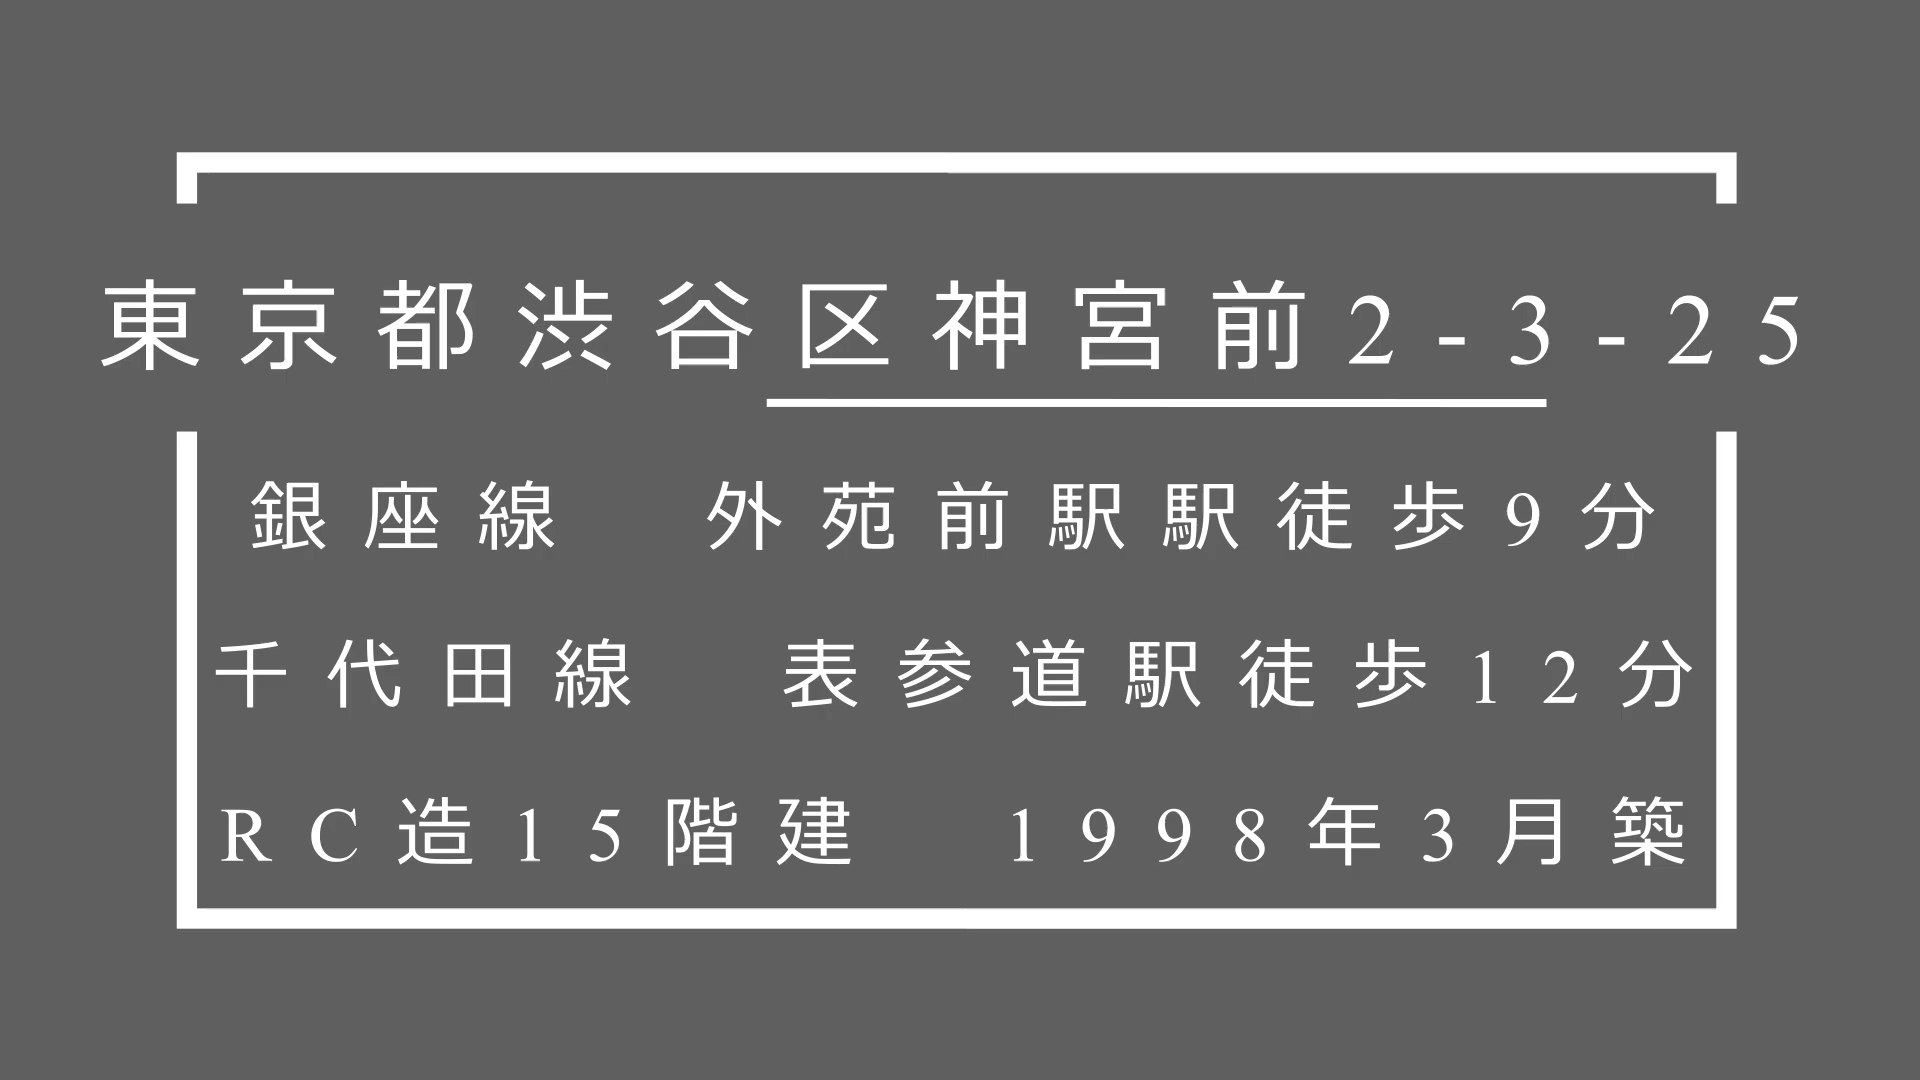 東京都渋谷区神宮前2-3-25
銀座線　外苑前駅駅徒歩9分
千代田線　表参道駅徒歩12分
RC造15階建　1998年3月築